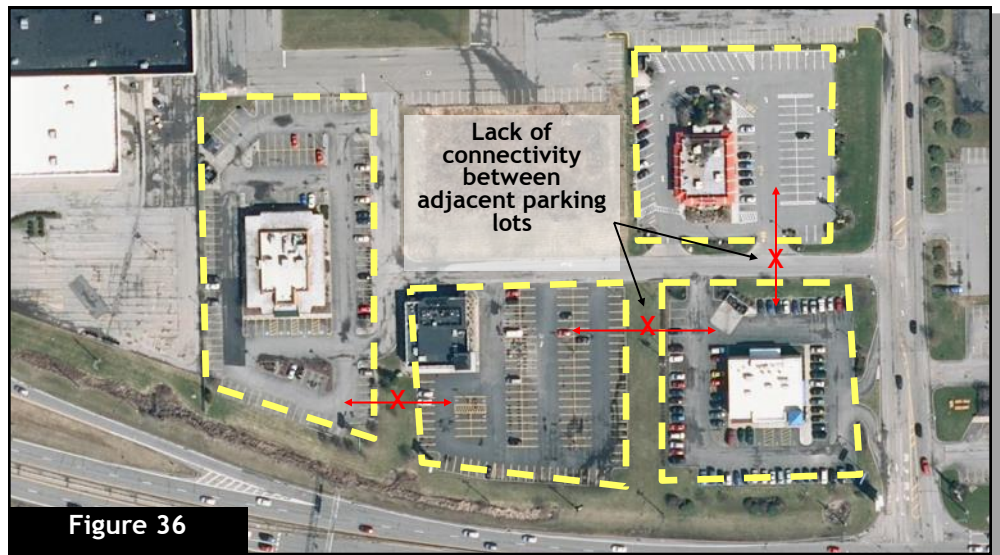 Lack of
connectivity
between
adjacent parking
lots
X
X
X
Figure 36